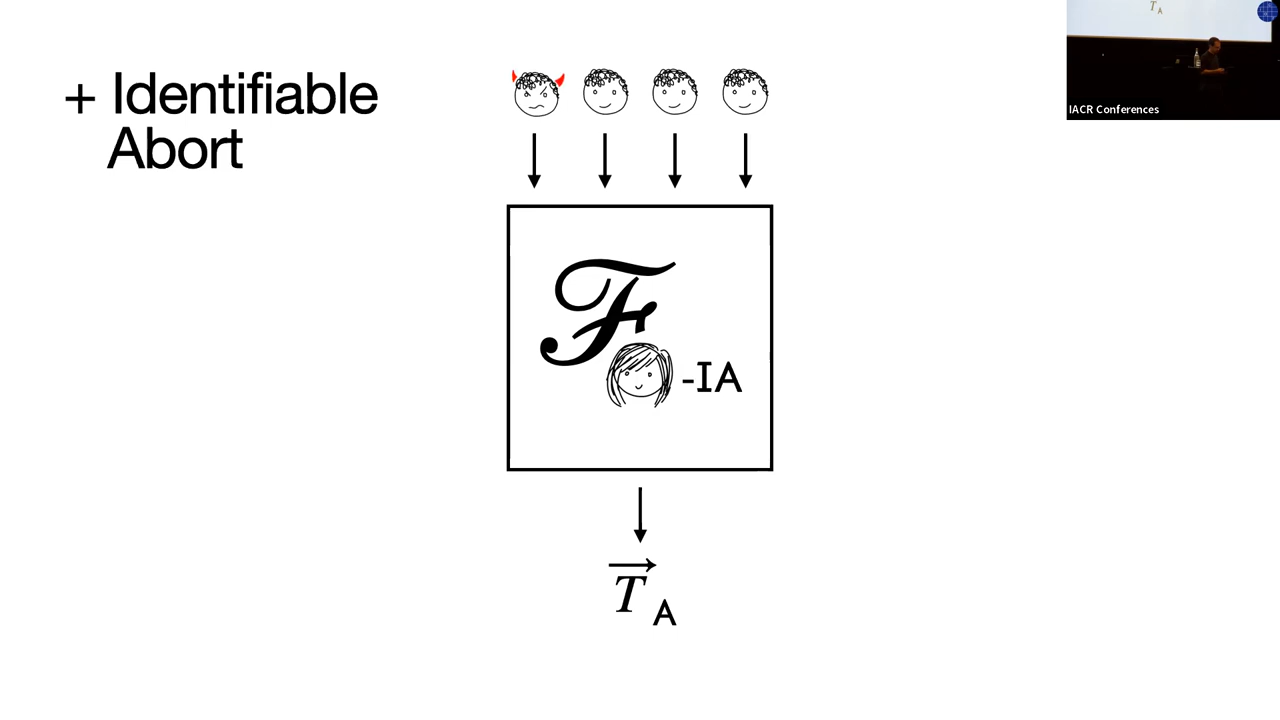 + Identifiable
Abort
ℱ
-IA
T⃗ A
T A
IACR Conferences